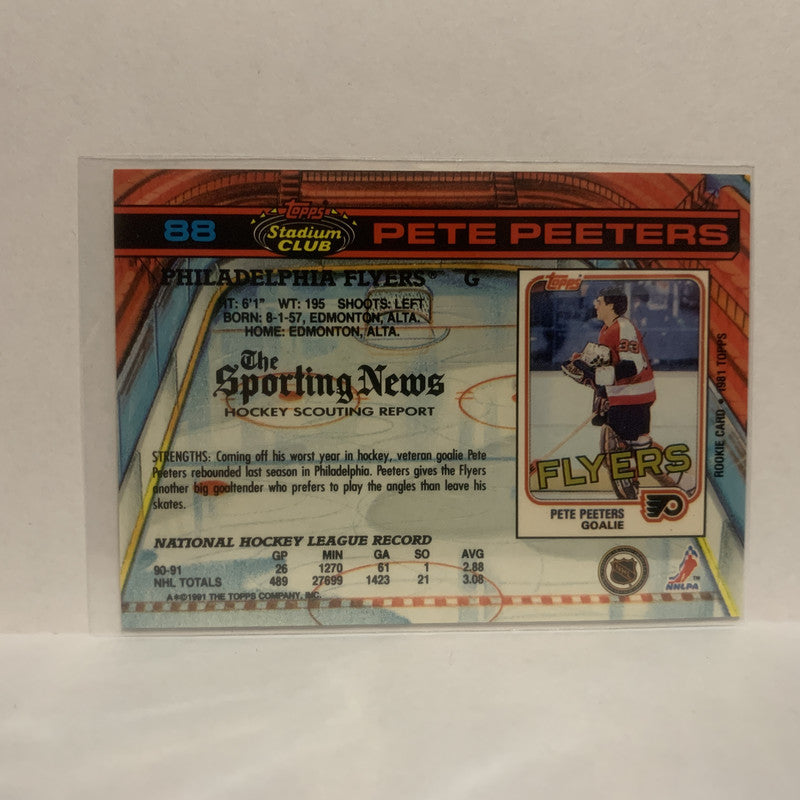 88
Topps
Stadium
CLUB
PETE PEETERS
PHILADELPHIA FLYERS® G
HT: 6'1" WT: 195 SHOOTS: LEFT
BORN: 8-1-57, EDMONTON, ALTA.
HOME: EDMONTON, ALTA.
The
Sporting News
HOCKEY SCOUTING REPORT
STRENGTHS: Coming off his worst year in hockey, veteran goalie Pete
Peeters rebounded last season in Philadelphia. Peeters gives the Flyers
another big goaltender who prefers to play the angles than leave his
skates.
NATIONAL HOCKEY LEAGUE RECORD
GP MIN GA SO AVG
90-91 26 1270 61 1 2.88
NHL TOTALS 489 27699 1423 21 3.08
A*©1991 THE TOPPS COMPANY, INC.
Topps
33
FLYERS
PETE PEETERS
GOALIE
ROOKIE CARD • 1981 TOPPS
NHL
NHLPA™